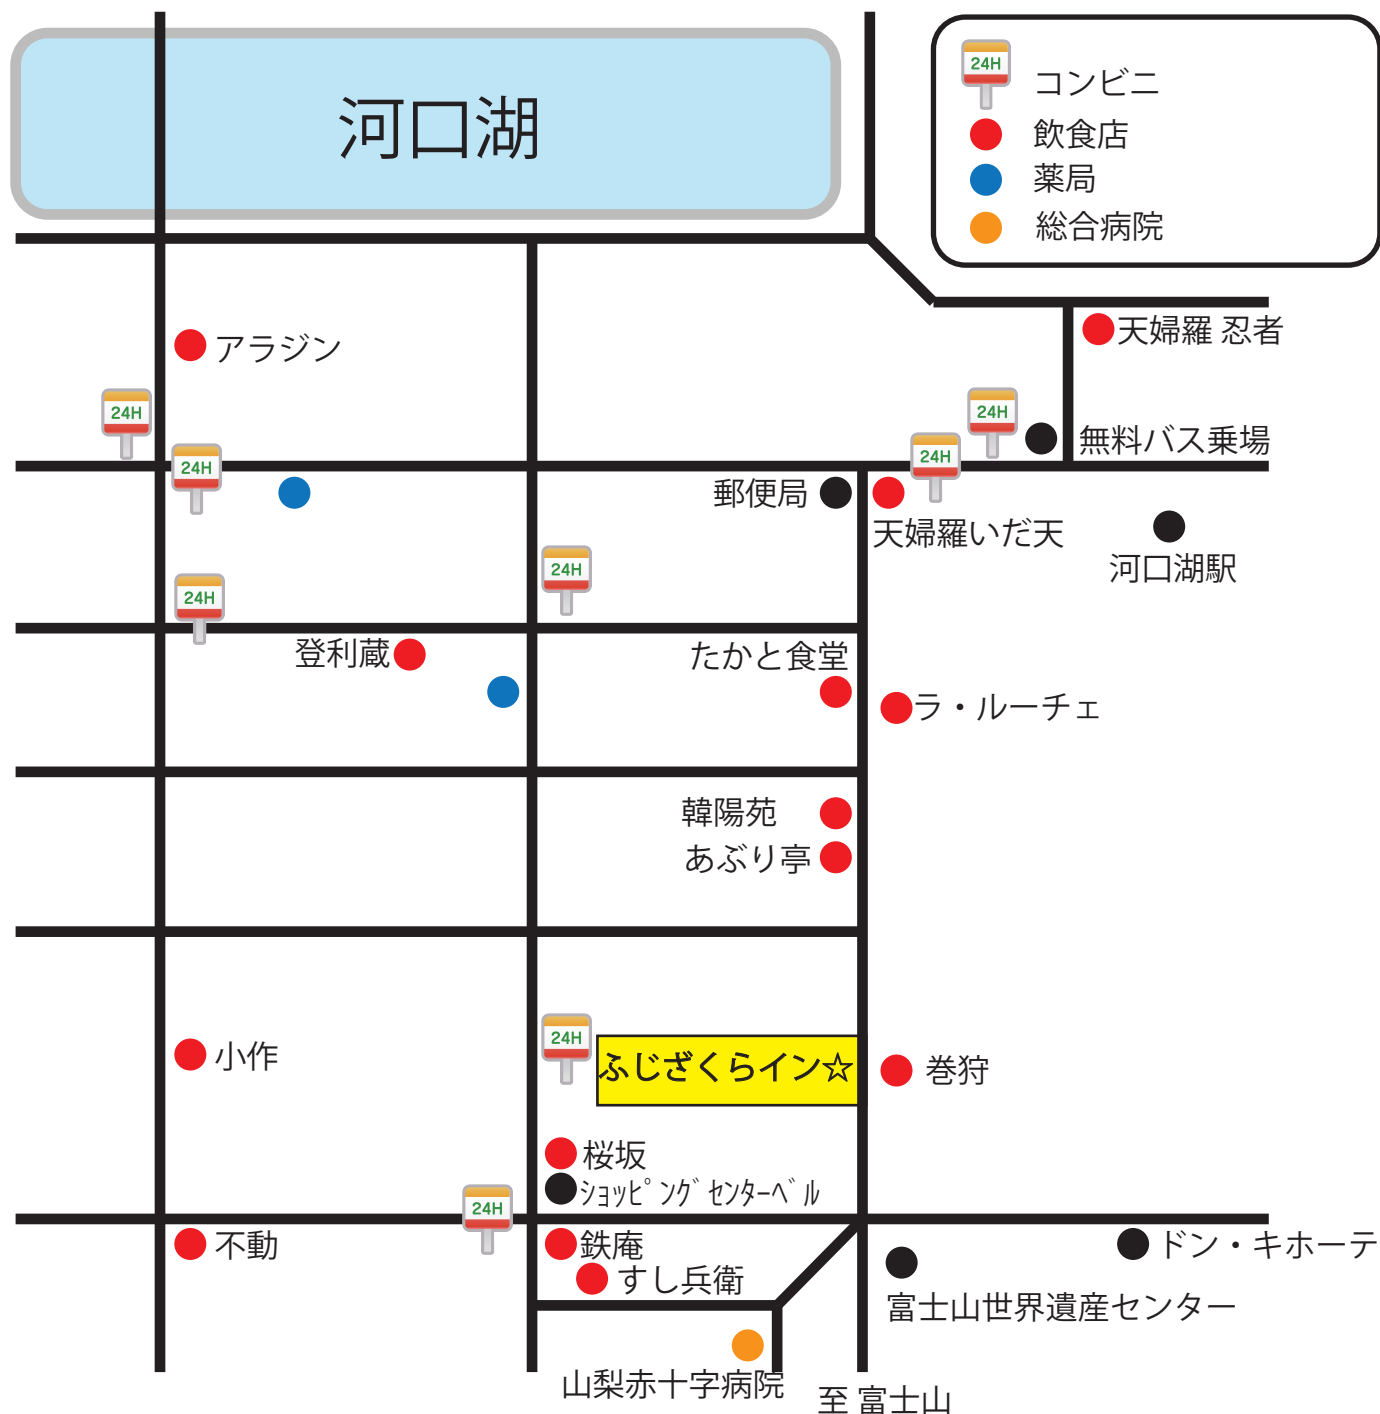 河口湖
24H
コンビニ
飲食店
薬局
総合病院
天婦羅 忍者
アラジン
24H
24H
無料バス乗場
24H
24H
郵便局
天婦羅いだ天
河口湖駅
24H
24H
登利蔵
たかと食堂
ラ・ルーチェ
韓陽苑
あぶり亭
24H
小作
ふじざくらイン☆
巻狩
桜坂
ｼｮｯﾋﾟﾝｸﾞｾﾝﾀｰﾍﾞﾙ
24H
不動
鉄庵
ドン・キホーテ
すし兵衛
富士山世界遺産センター
山梨赤十字病院
至 富士山